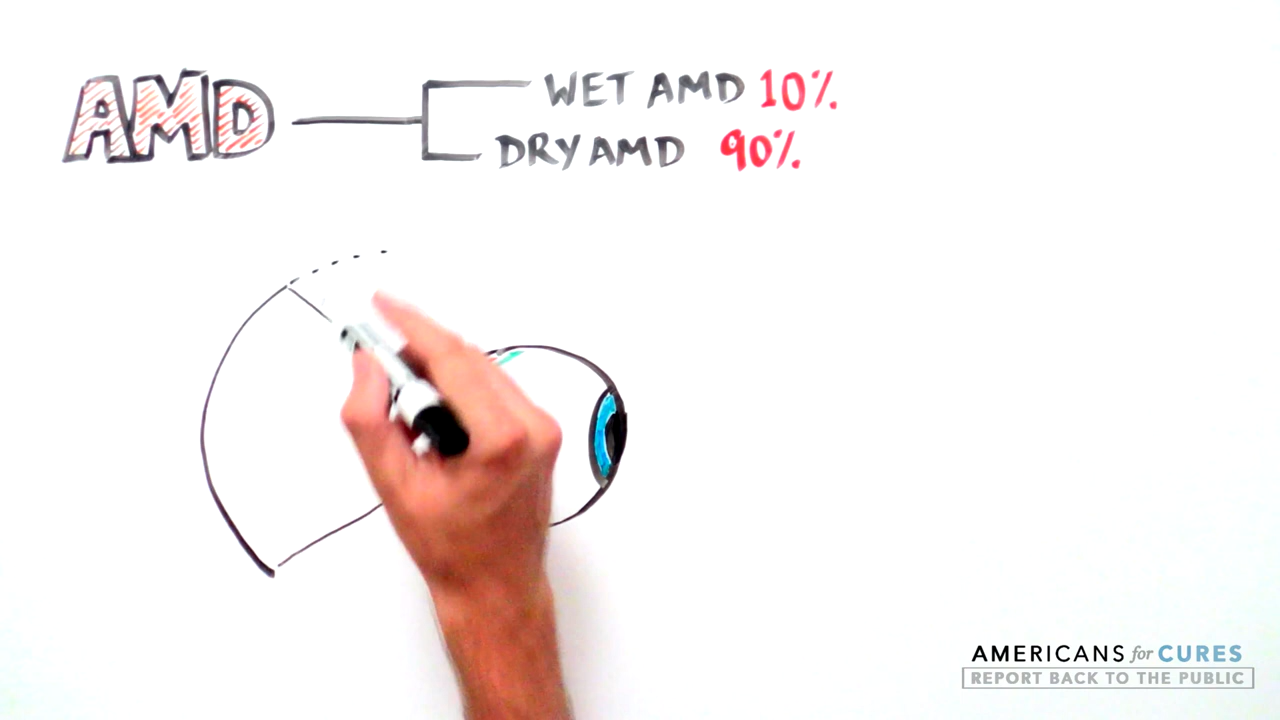 AMD
WET AMD 10%
DRY AMD 90%
AMERICANS for CURES
REPORT BACK TO THE PUBLIC